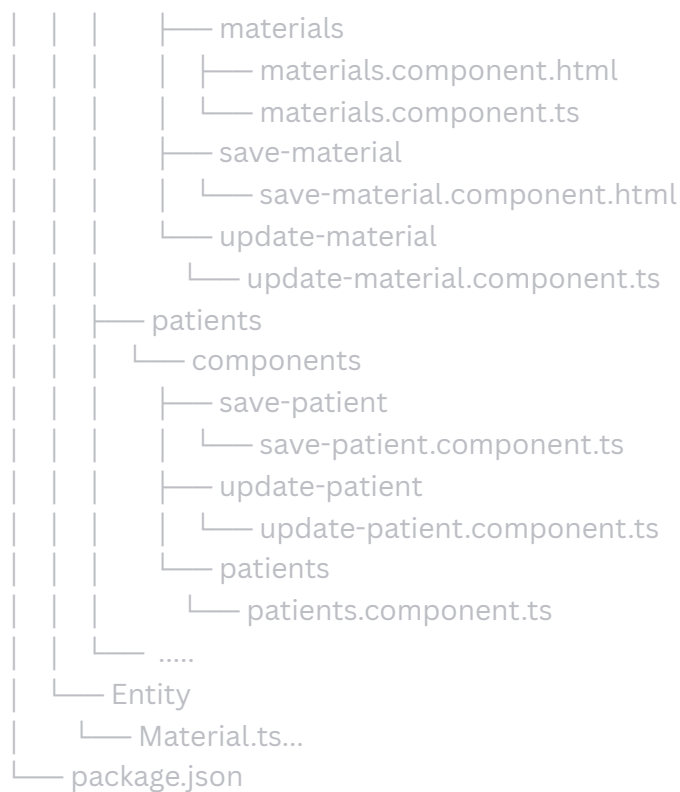 materials
materials.component.html
materials.component.ts
save-material
save-material.component.html
update-material
update-material.component.ts
patients
components
save-patient
save-patient.component.ts
update-patient
update-patient.component.ts
patients
patients.component.ts
.....
Entity
Material.ts...
package.json